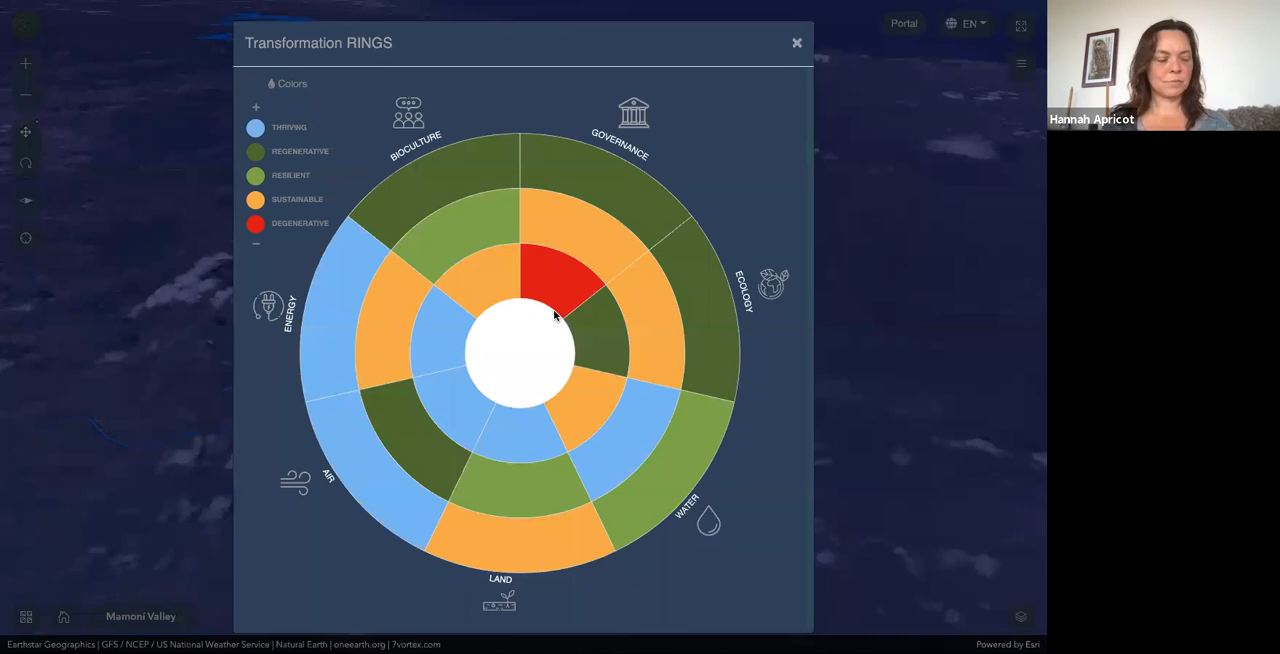 Transformation RINGS
Portal
EN
Hannah Apricot
Colors
THRIVING
REGENERATIVE
RESILIENT
SUSTAINABLE
DEGENERATIVE
BIOCULTURE
GOVERNANCE
ECOLOGY
ENERGY
AIR
WATER
LAND
Mamoní Valley
Earthstar Geographics | GFS / NCEP / US National Weather Service | Natural Earth | oneearth.org | 7vortex.com
Powered by Esri